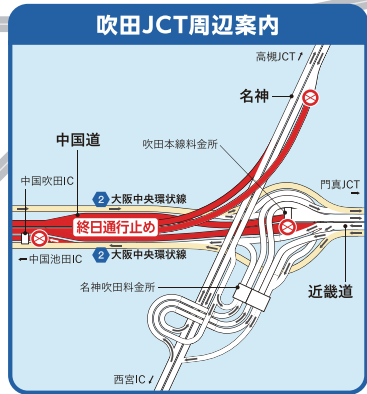 吹田JCT周辺案内
高槻JCT
名神
吹田本線料金所
中国道
中国吹田IC
門真JCT
2 大阪中央環状線
終日通行止め
2 大阪中央環状線
中国池田IC
名神吹田料金所
近畿道
西宮IC